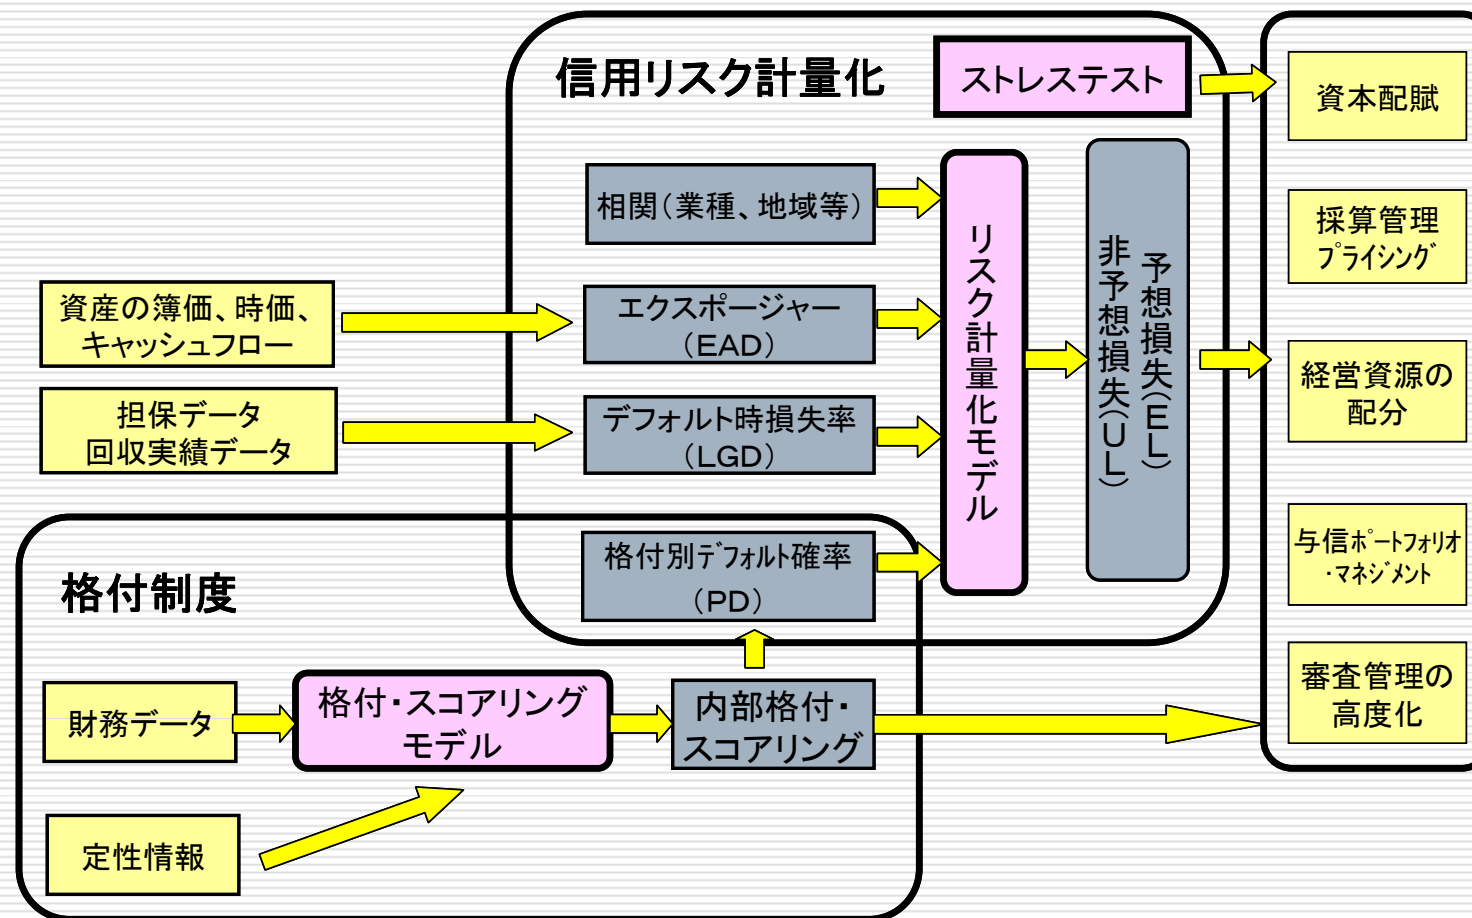 信用リスク計量化
ストレステスト
相関（業種、地域等）
エクスポージャー
（ＥＡＤ）
デフォルト時損失率
（ＬＧＤ）
格付別ﾃﾞﾌｫﾙﾄ確率
（ＰＤ）
リスク計量化モデル
予想損失（ＥＬ）
非予想損失（ＵＬ）
資産の簿価、時価、
キャッシュフロー
担保データ
回収実績データ
格付制度
財務データ
格付・スコアリング
モデル
内部格付・
スコアリング
定性情報
資本配賦
採算管理
ﾌﾟﾗｲｼﾝｸﾞ
経営資源の
配分
与信ﾎﾟｰﾄﾌｫﾘｵ
・ﾏﾈｼﾞﾒﾝﾄ
審査管理の
高度化